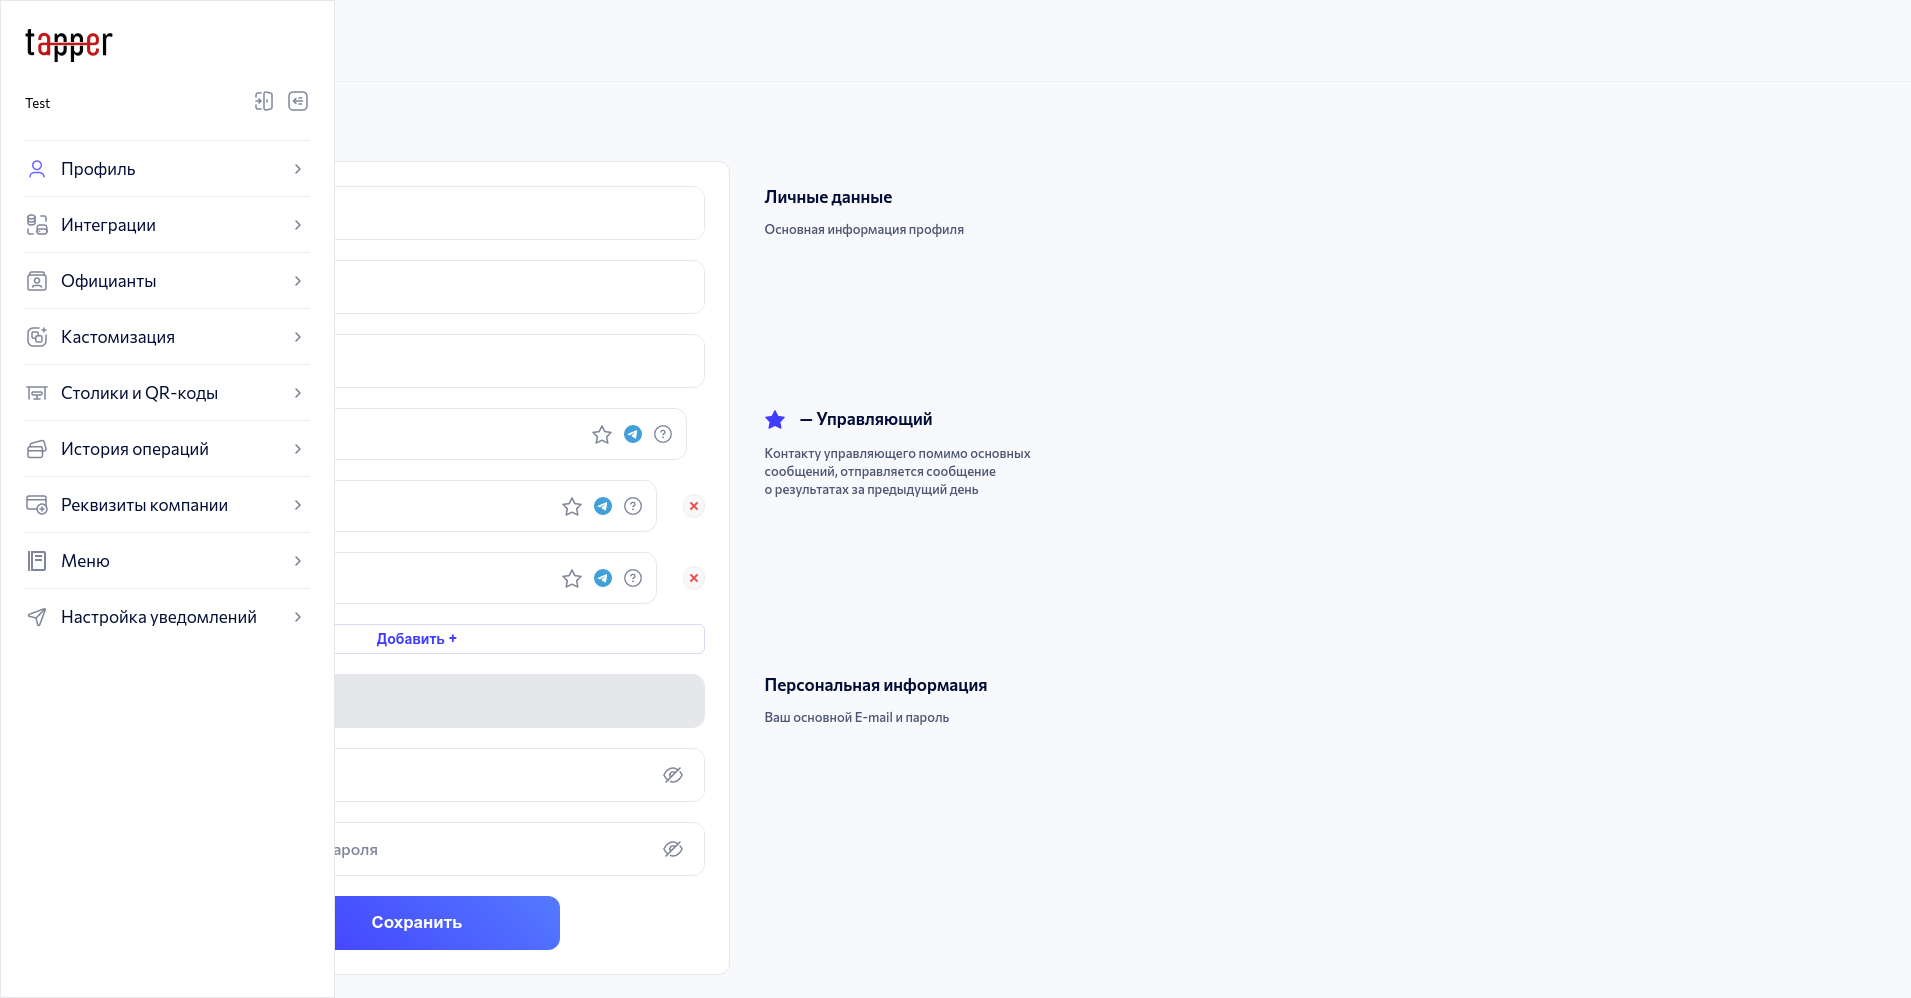 tapper
Test
Профиль
Интеграции
Официанты
Кастомизация
Столики и QR-коды
История операций
Реквизиты компании
Меню
Настройка уведомлений
Добавить +
ароля
Сохранить
Личные данные
Основная информация профиля
— Управляющий
Контакту управляющего помимо основных
сообщений, отправляется сообщение
о результатах за предыдущий день
Персональная информация
Ваш основной E-mail и пароль